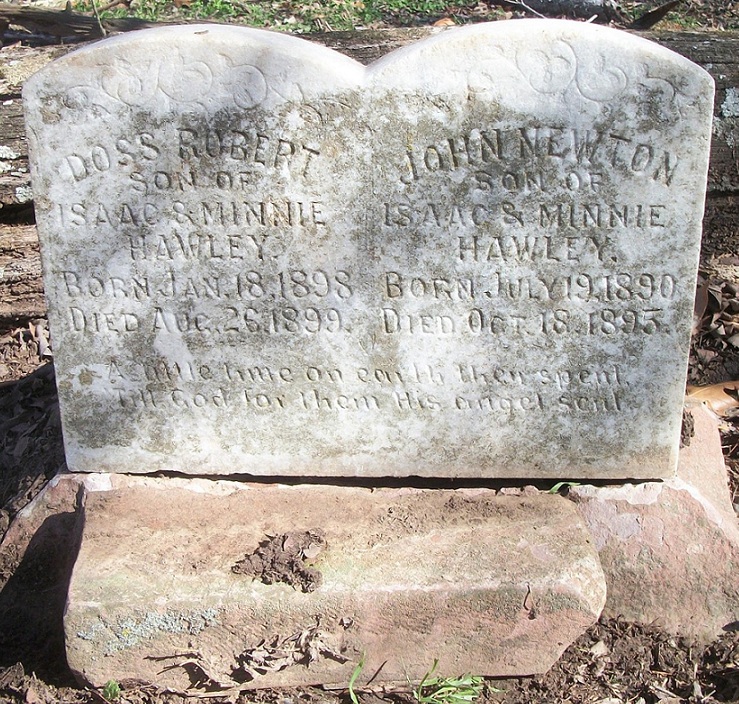 DOSS ROBERT
SON OF
ISAAC & MINNIE
HAWLEY.
BORN JAN. 18, 1898
DIED AUG. 26, 1899.
JOHN NEWTON
SON OF
ISAAC & MINNIE
HAWLEY.
BORN JULY 19, 1890
DIED OCT. 18, 1895.
A little time on earth they spent,
Till God for them His angel sent